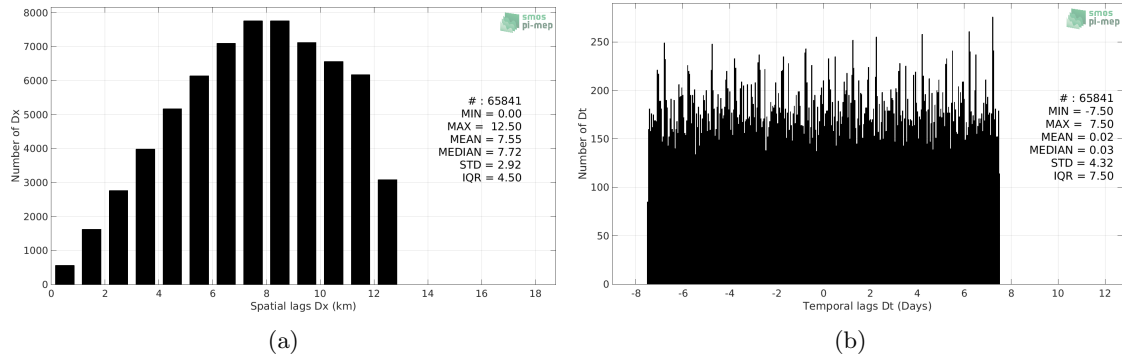 8000
7000
6000
5000
4000
3000
2000
1000
0
Number of Dx
smos
pi-mep
# : 65841
MIN = 0.00
MAX = 12.50
MEAN = 7.55
MEDIAN = 7.72
STD = 2.92
IQR = 4.50
0 2 4 6 8 10 12 14 16 18
Spatial lags Dx (km)
(a)
250
200
150
100
50
0
Number of Dt
smos
pi-mep
# : 65841
MIN = -7.50
MAX = 7.50
MEAN = 0.02
MEDIAN = 0.03
STD = 4.32
IQR = 7.50
-8 -6 -4 -2 0 2 4 6 8 10 12
Temporal lags Dt (Days)
(b)